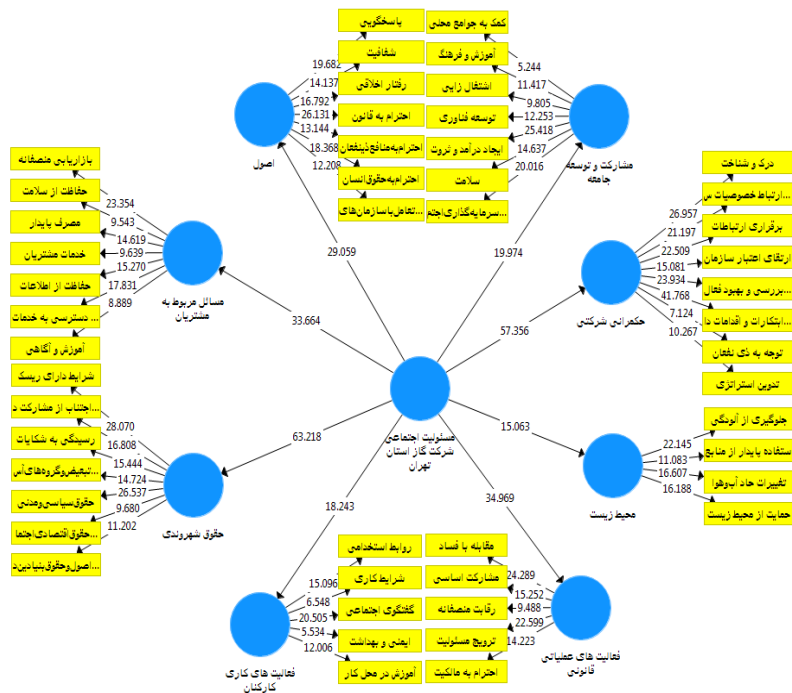 پاسخگویی
شفافیت
رفتار اخلاقی
احترام به قانون
احترام‌به‌منافع‌ذینفعان
احترام‌به‌حقوق‌انسان
...تعامل‌باسازمان‌های
19.682
14.137
16.792
26.131
13.144
18.368
12.208
اصول
کمک به جوامع محلی
آموزش و فرهنگ
اشتغال زایی
توسعه فناوری
ایجاد درآمد و ثروت
سلامت
...سرمایه‌گذاری‌اجتم
5.244
11.417
9.805
12.253
25.418
14.637
20.016
مشارکت و توسعه
جامعه
درک و شناخت
...ارتباط خصوصیات س
برقراری ارتباطات
ارتقای اعتبار سازمان
...بررسی و بهبود فعال
...ابتکارات و اقدامات دا
توجه به ذی نفعان
تدوین استراتژی
26.957
21.197
22.509
15.081
23.934
41.768
7.124
10.267
حکمرانی شرکتی
بازاریابی منصفانه
حفاظت از سلامت
مصرف پایدار
خدمات مشتریان
حفاظت از اطلاعات
... دسترسی به خدمات
آموزش و آگاهی
23.354
9.543
14.619
9.639
15.270
17.831
8.889
مسائل مربوط به
مشتریان
29.059
19.974
33.664
57.356
63.218
15.063
18.243
34.969
مسئولیت اجتماعی
شرکت گاز استان
تهران
شرایط دارای ریسک
...اجتناب از مشارکت د
رسیدگی به شکایات
...تبعیض‌وگروه‌های‌آس
حقوق‌سیاسی‌ومدنی
...حقوق‌اقتصادی‌اجتما
...اصول‌وحقوق‌بنیادین‌د
28.070
16.808
15.444
14.724
26.537
9.680
11.202
حقوق شهروندی
جلوگیری از آلودگی
ستفاده پایدار از منابع
تغییرات حاد آب‌وهوا
حمایت از محیط زیست
22.145
11.083
16.607
16.188
محیط زیست
روابط استخدامی
شرایط‌کاری
گفتگوی اجتماعی
ایمنی و بهداشت
آموزش در محل کار
15.096
6.548
20.505
5.534
12.006
فعالیت های کاری
کارکنان
مقابله با فساد
مشارکت اساسی
رقابت منصفانه
ترویج مسئولیت
احترام به مالکیت
24.289
15.252
9.488
22.599
14.223
فعالیت های عملیاتی
قانونی